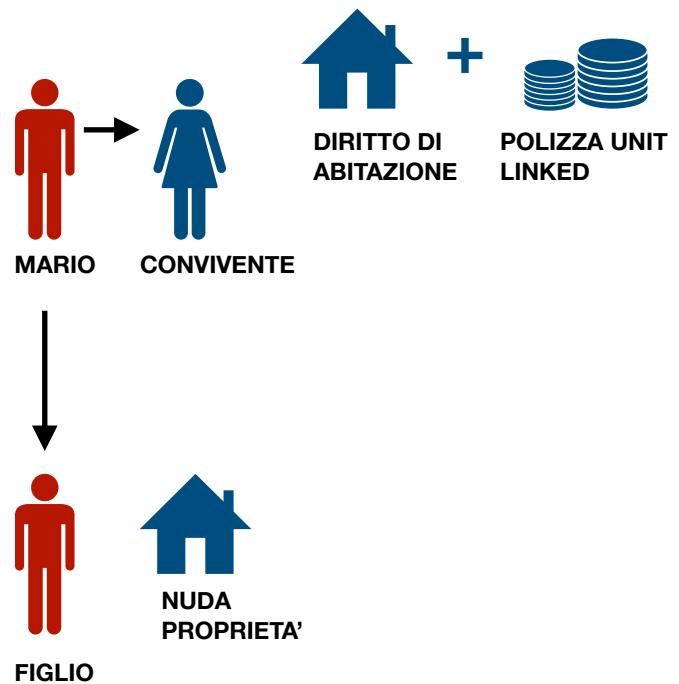 DIRITTO DI
ABITAZIONE
POLIZZA UNIT
LINKED
MARIO
CONVIVENTE
NUDA
PROPRIETA’
FIGLIO